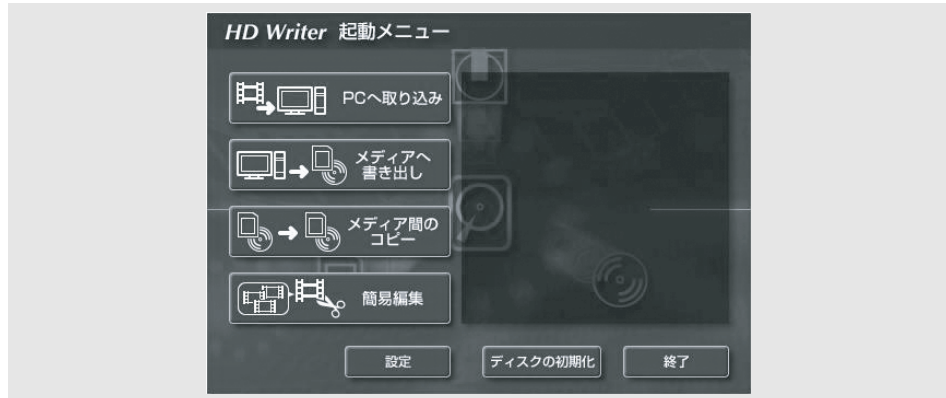 HD Writer 起動メニュー
PCへ取り込み
メディアへ
書き出し
メディア間の
コピー
簡易編集
設定
ディスクの初期化
終了